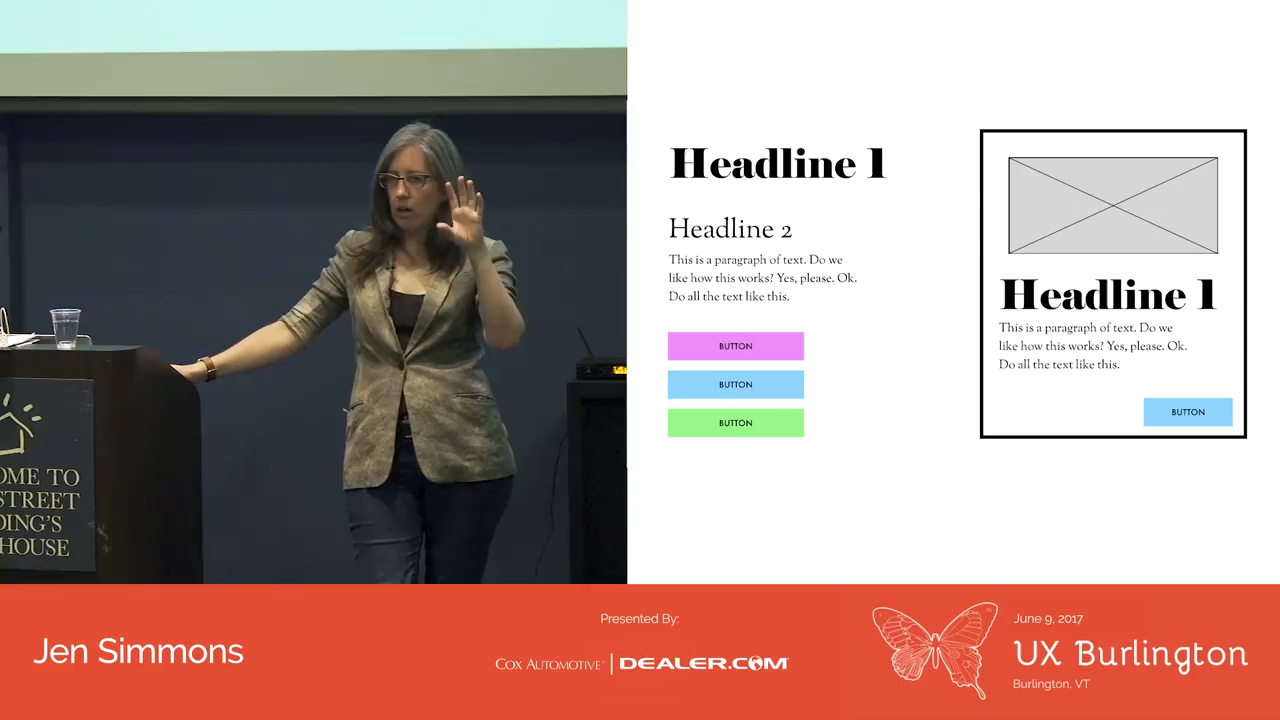 OME TO
STREET
DING'S
HOUSE
Headline 1
Headline 2
This is a paragraph of text. Do we
like how this works? Yes, please. Ok.
Do all the text like this.
BUTTON
BUTTON
BUTTON
Headline 1
This is a paragraph of text. Do we
like how this works? Yes, please. Ok.
Do all the text like this.
BUTTON
Jen Simmons
Presented By:
COX AUTOMOTIVE™ | DEALER.COM
June 9, 2017
UX Burlington
Burlington, VT